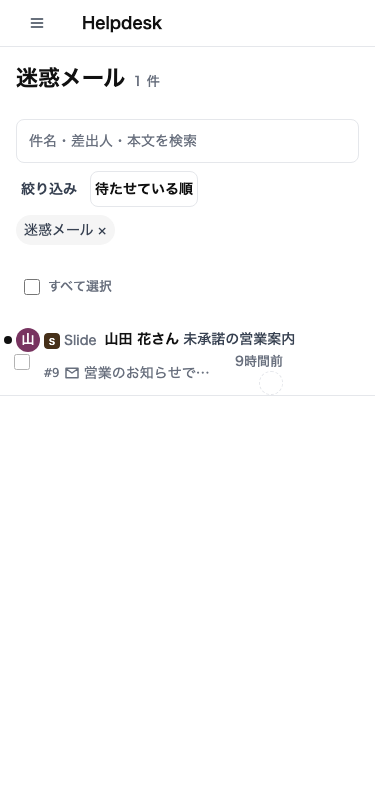 Helpdesk
迷惑メール 1 件
件名・差出人・本文を検索
絞り込み 待たせている順
迷惑メール ×
すべて選択
山 S Slide 山田 花さん 未承諾の営業案内
9時間前
#9 営業のお知らせで…